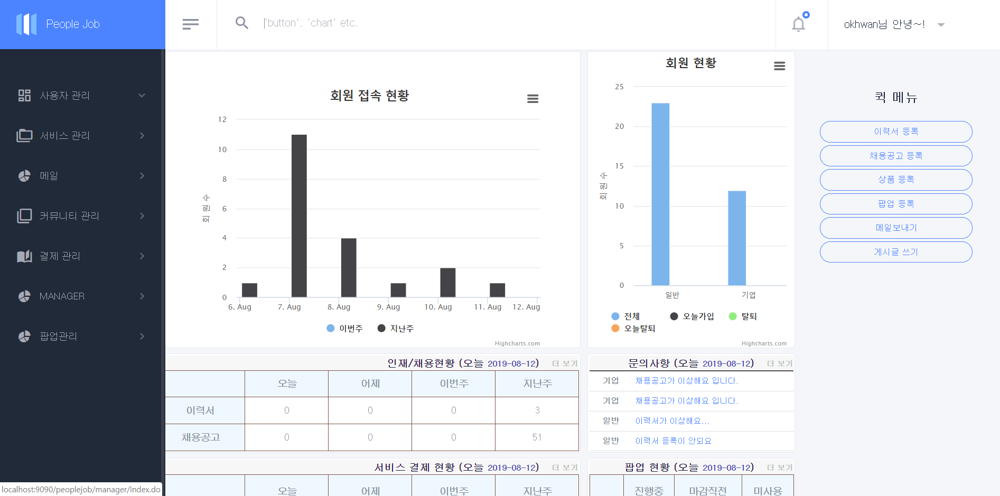 People Job
'button', 'chart' etc.
okhwan님 안녕~!
사용자 관리
서비스 관리
메일
커뮤니티 관리
결제 관리
MANAGER
팝업관리
회원 접속 현황
회 원 수
12
10
8
6
4
2
0
6. Aug 7. Aug 8. Aug 9. Aug 10. Aug 11. Aug 12. Aug
이번주 지난주
Highcharts.com
회원 현황
회 원 수
25
20
15
10
5
0
일반 기업
전체 오늘가입 탈퇴
오늘탈퇴
Highcharts.com
퀵 메뉴
이력서 등록
채용공고 등록
상품 등록
팝업 등록
메일보내기
게시글 쓰기
인재/채용현황 (오늘 2019-08-12) 더 보기
오늘 어제 이번주 지난주
이력서 0 0 0 3
채용공고 0 0 0 51
문의사항 (오늘 2019-08-12) 더 보기
기업 채용공고가 이상해요 입니다.
기업 채용공고가 이상해요 입니다.
일반 이력서가 이상해요...
일반 이력서 등록이 안되요
서비스 결제 현황 (오늘 2019-08-12) 더 보기
오늘 어제 이번주 지난주
팝업 현황 (오늘 2019-08-12) 더 보기
진행중 마감직전 미사용
localhost:9090/peoplejob/manager/index.do